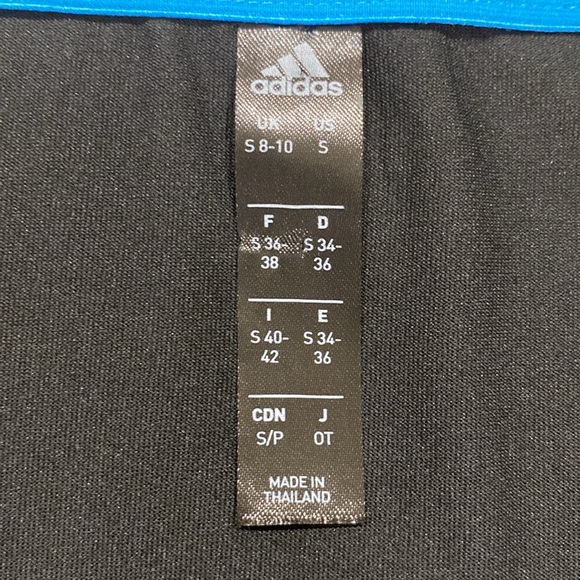 adidas
UK US
S 8-10 S
F D
S 36- S 34-
38 36
I E
S 40- S 34-
42 36
CDN J
S/P OT
MADE IN
THAILAND